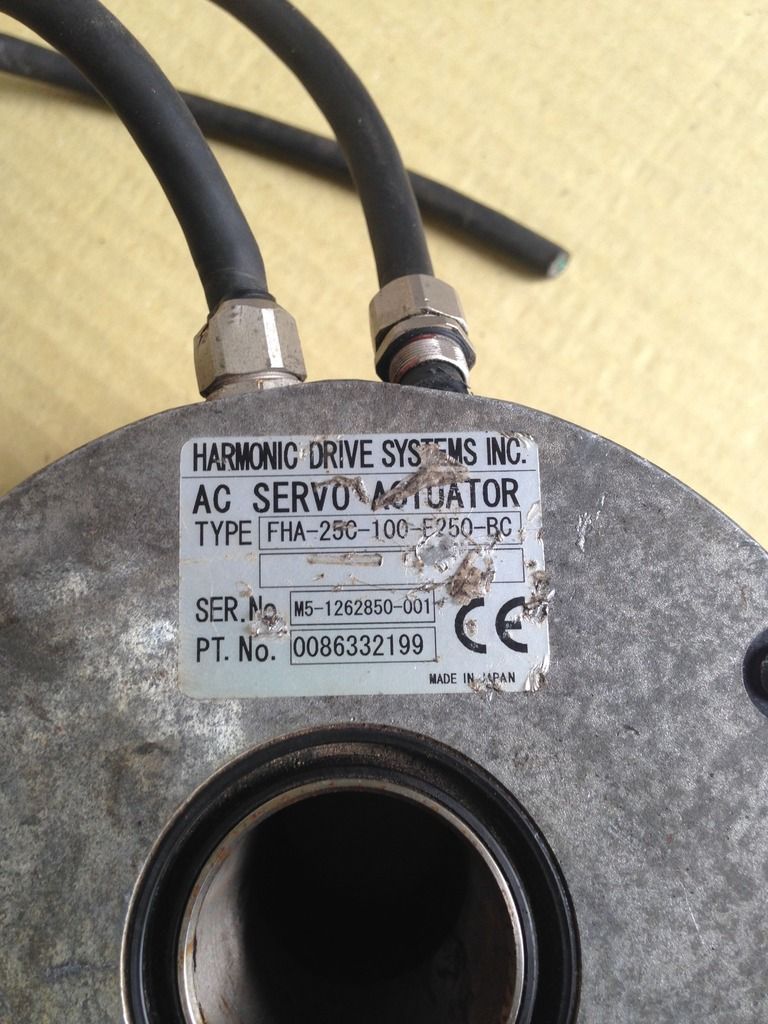 HARMONIC DRIVE SYSTEMS INC.
AC SERVO ACTUATOR
TYPE FHA-25C-100-E250-BC
SER.No. M5-1262850-001
PT. No. 0086332199
CE
MADE IN JAPAN